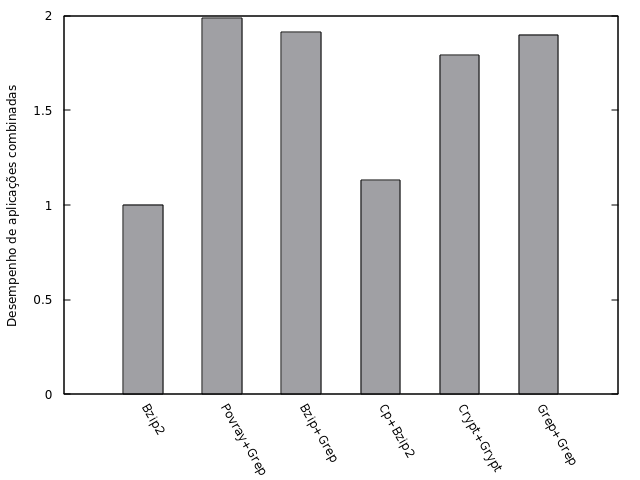 Desempenho de aplicações combinadas
2
1.5
1
0.5
0
Bzip2
Povray+Grep
Bzip+Grep
Cp+Bzip2
Crypt+Grypt
Grep+Grep